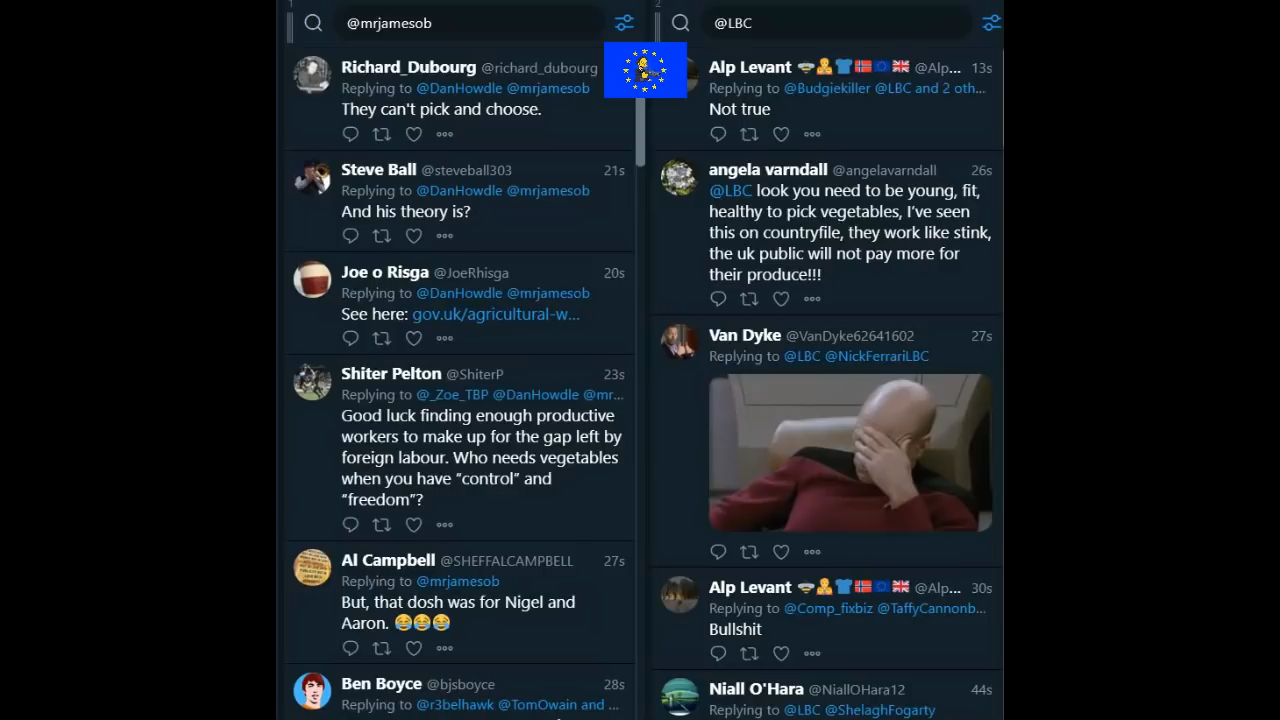 1
@mrjamesob
Richard_Dubourg @richard_dubourg
Replying to @DanHowdle @mrjamesob
They can't pick and choose.
Steve Ball @steveball303 21s
Replying to @DanHowdle @mrjamesob
And his theory is?
Joe o Risga @JoeRhisga 20s
Replying to @DanHowdle @mrjamesob
See here: gov.uk/agricultural-w...
Shiter Pelton @ShiterP 23s
Replying to @_Zoe_TBP @DanHowdle @mr...
Good luck finding enough productive
workers to make up for the gap left by
foreign labour. Who needs vegetables
when you have “control” and
“freedom”?
Al Campbell @SHEFFALCAMPBELL 27s
Replying to @mrjamesob
But, that dosh was for Nigel and
Aaron. 😂😂😂
Ben Boyce @bjsboyce 28s
Replying to @r3belhawk @TomOwain and ...
2
@LBC
Alp Levant @Alp... 13s
Replying to @Budgiekiller @LBC and 2 oth...
Not true
angela varndall @angelavarndall 26s
@LBC look you need to be young, fit,
healthy to pick vegetables, I've seen
this on countryfile, they work like stink,
the uk public will not pay more for
their produce!!!
Van Dyke @VanDyke62641602 27s
Replying to @LBC @NickFerrariLBC
Alp Levant @Alp... 30s
Replying to @Comp_fixbiz @TaffyCannonb...
Bullshit
Niall O'Hara @NiallOHara12 44s
Replying to @LBC @ShelaghFogarty